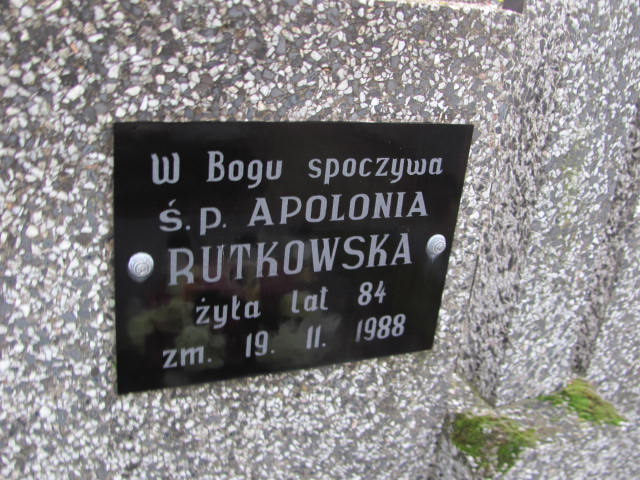 W Bogu spoczywa
ś.p. APOLONIA
RUTKOWSKA
żyła lat 84
zm. 19. 11. 1988